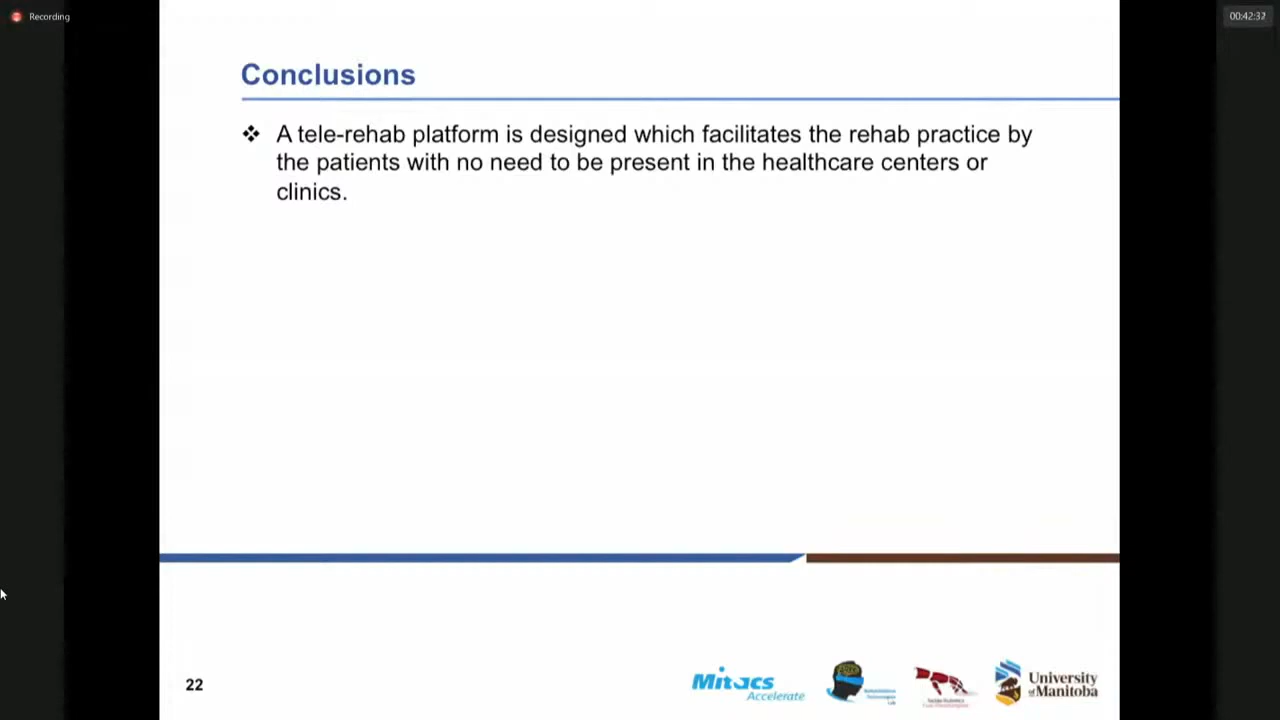 Recording
00:42:32
Conclusions
❖ A tele-rehab platform is designed which facilitates the rehab practice by
the patients with no need to be present in the healthcare centers or
clinics.
22
Mitacs
Accelerate
University
of Manitoba